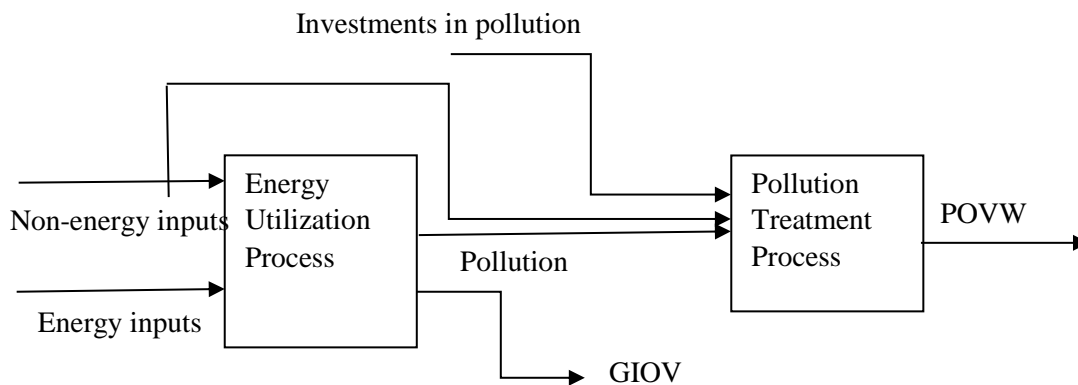 Investments in pollution
Energy
Utilization
Process
Non-energy inputs
Energy inputs
Pollution
GIOV
Pollution
Treatment
Process
POVW